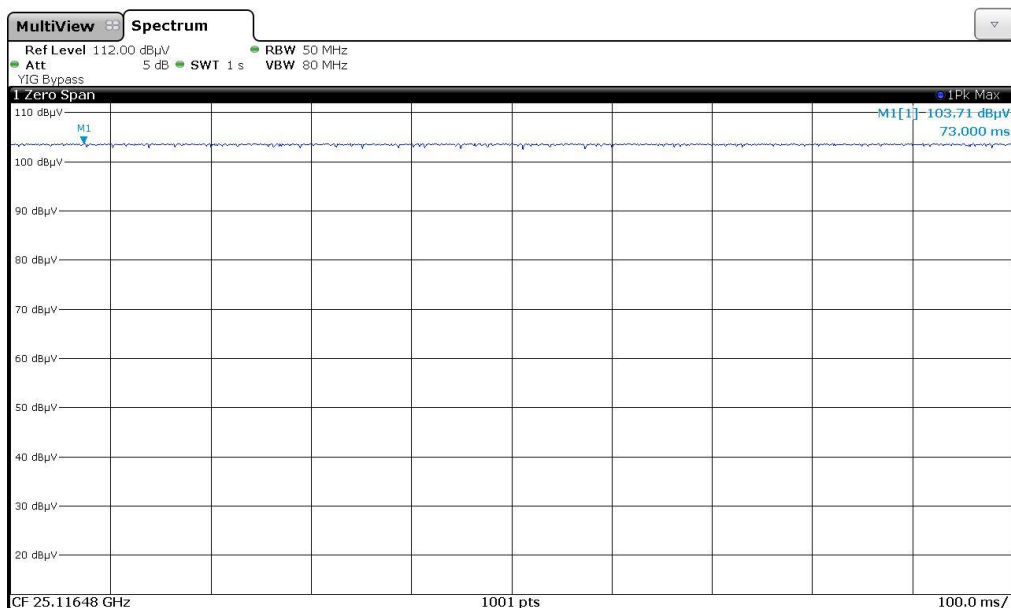 MultiView Spectrum
Ref Level 112.00 dBµV RBW 50 MHz
Att 5 dB SWT 1 s VBW 80 MHz
YIG Bypass
1 Zero Span 1Pk Max
110 dBµV M1[1] 103.71 dBµV
M1 73.000 ms
100 dBµV
90 dBµV
80 dBµV
70 dBµV
60 dBµV
50 dBµV
40 dBµV
30 dBµV
20 dBµV
CF 25.11648 GHz 1001 pts 100.0 ms/